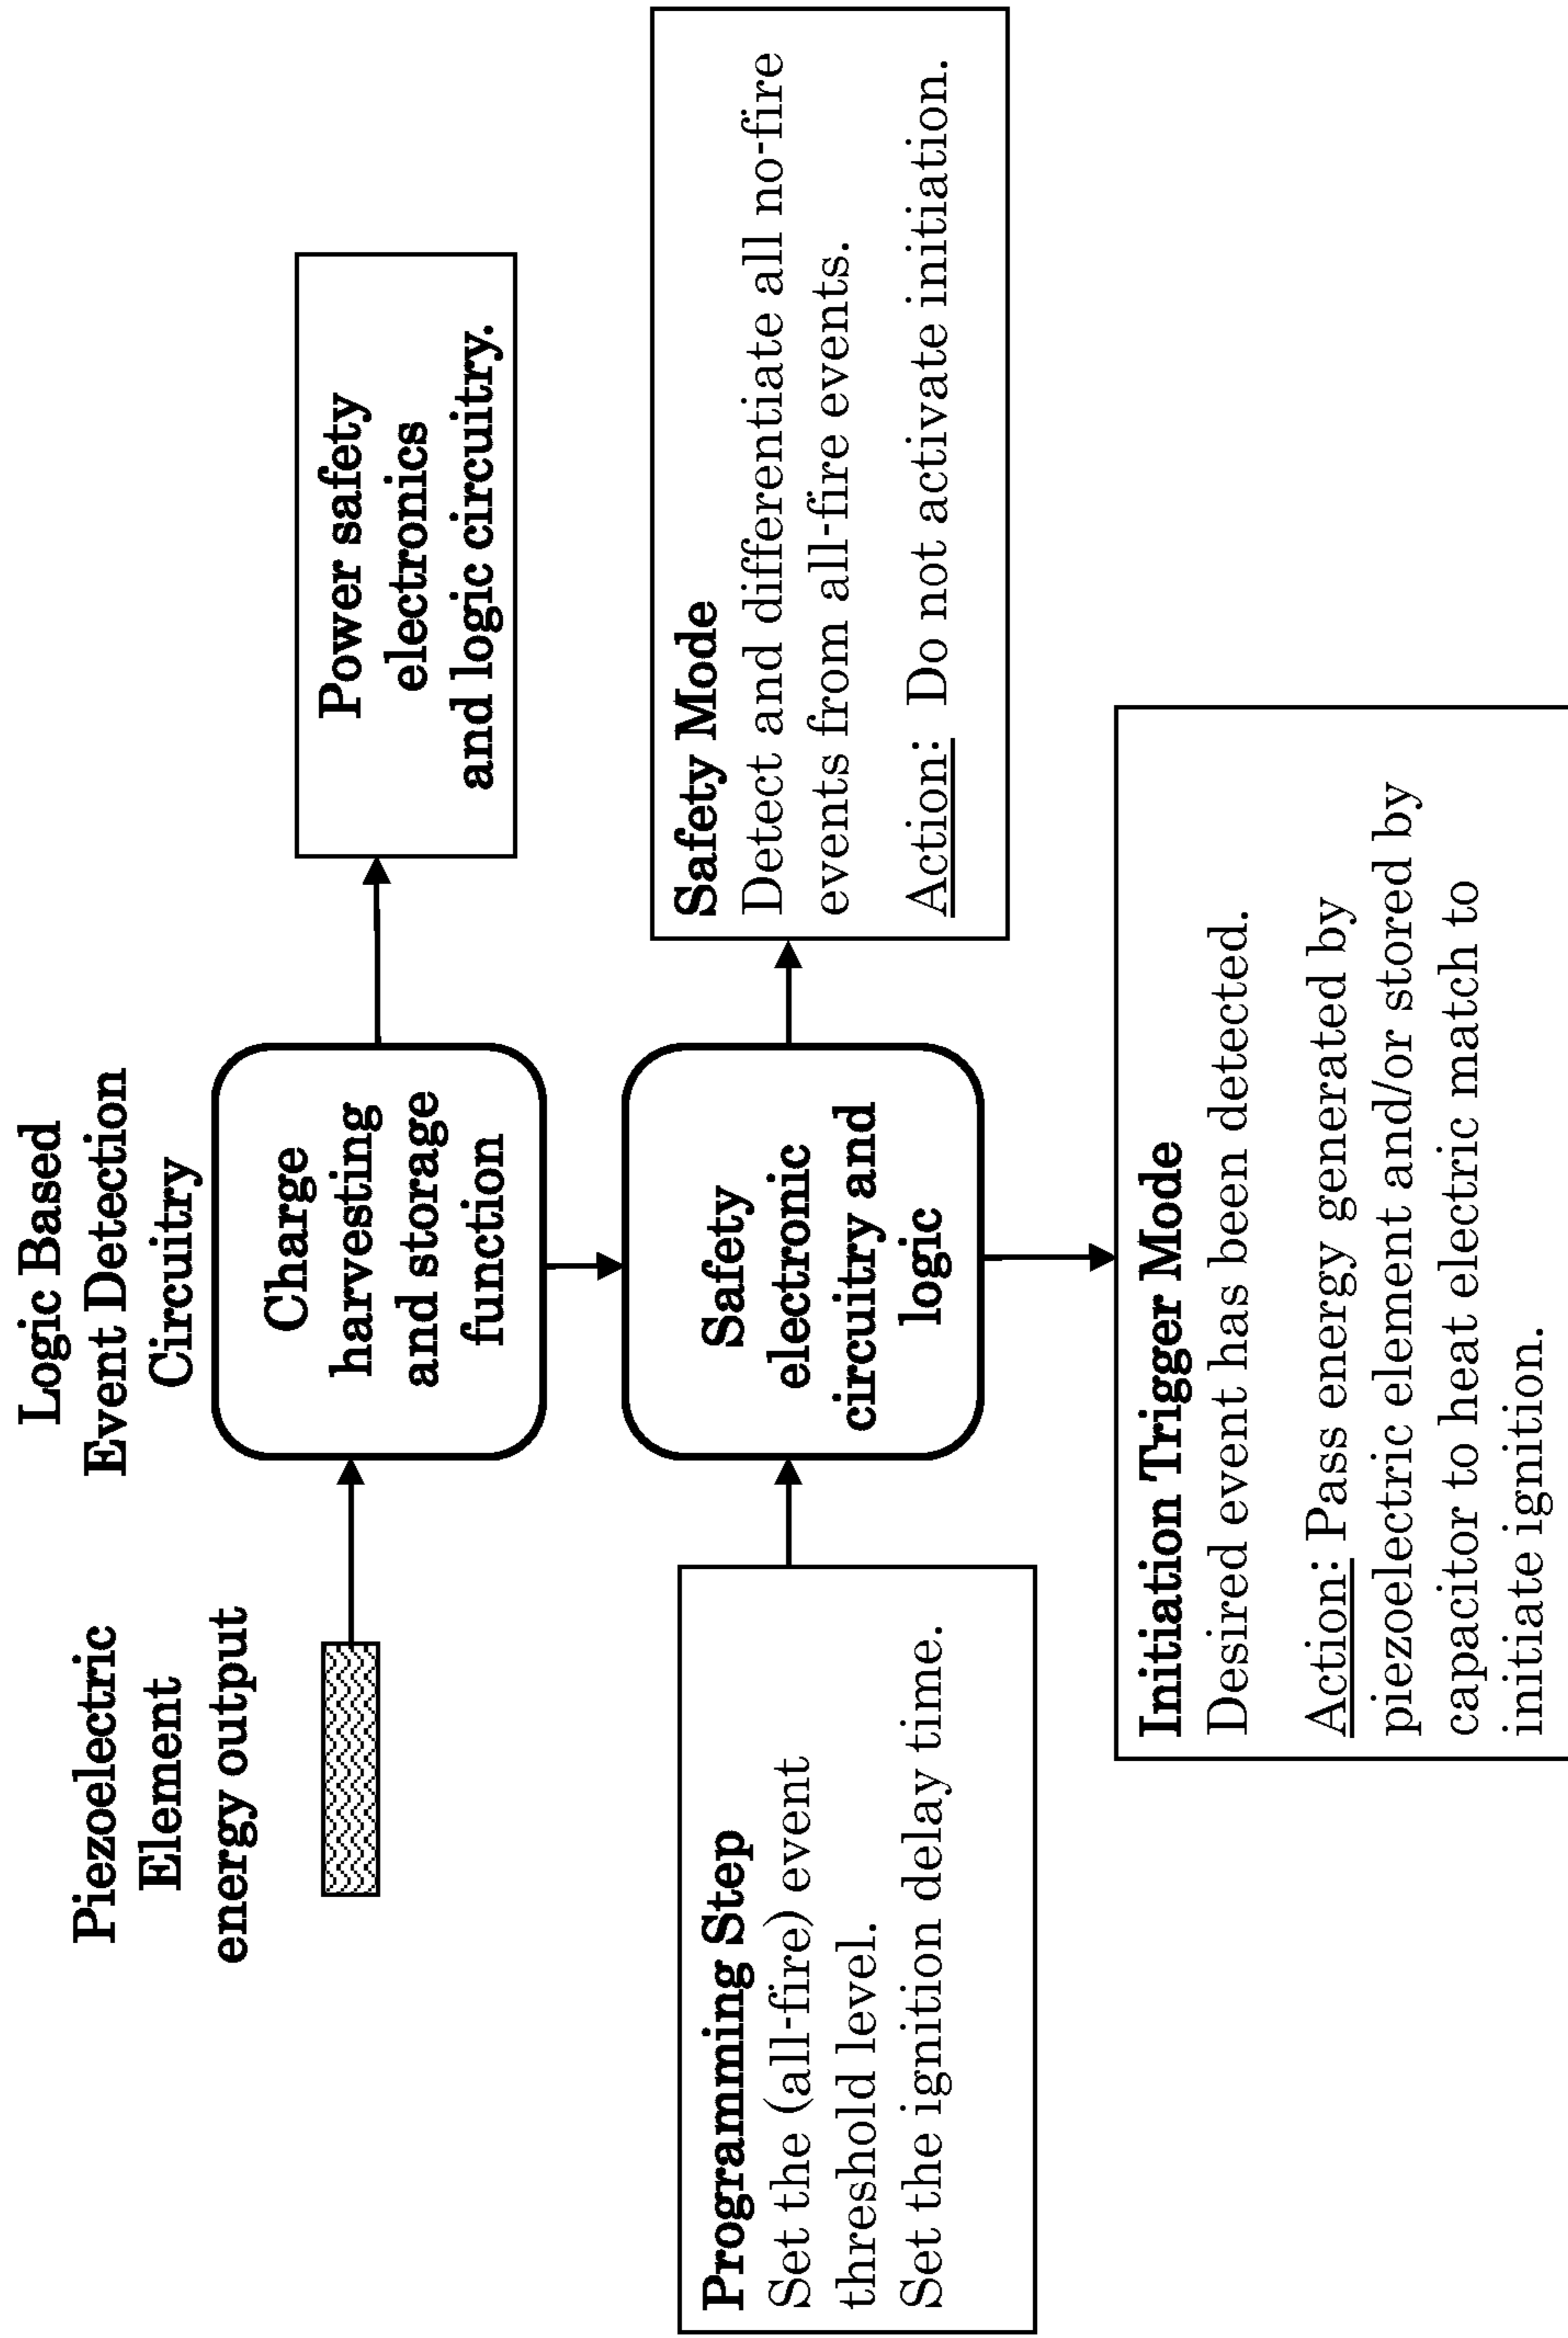 Piezoelectric
Element
energy output
Logic Based
Event Detection
Circuitry
Charge
harvesting
and storage
function
Power safety
electronics
and logic circuitry.
Programming Step
Set the (all-fire) event
threshold level.
Set the ignition delay time.
Safety
electronic
circuitry and
logic
Safety Mode
Detect and differentiate all no-fire
events from all-fire events.
Action: Do not activate initiation.
Initiation Trigger Mode
Desired event has been detected.
Action: Pass energy generated by
piezoelectric element and/or stored by
capacitor to heat electric match to
initiate ignition.